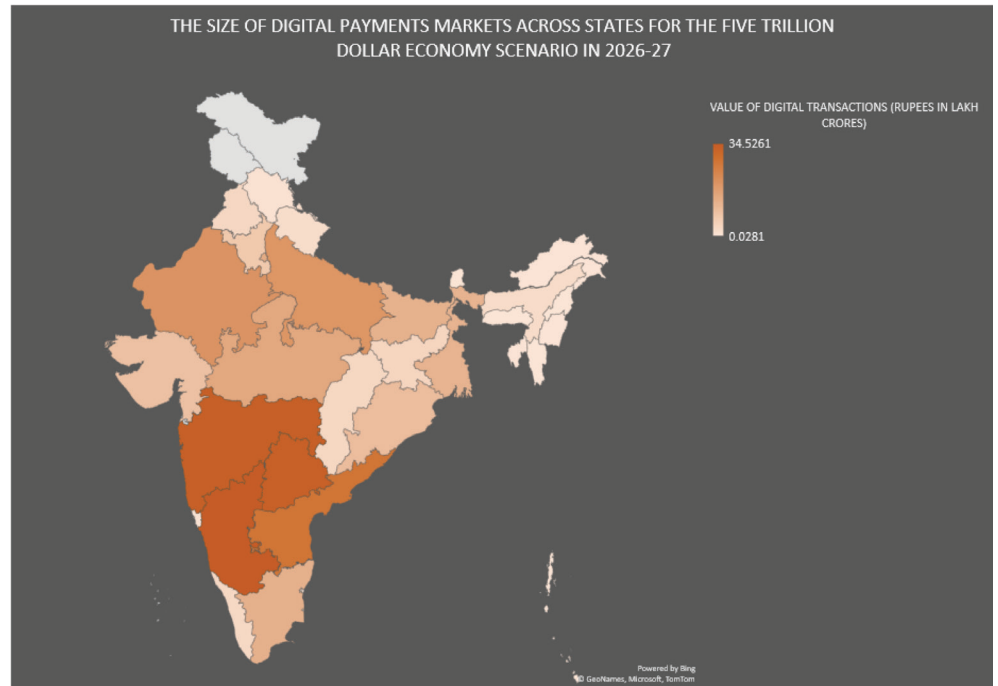 THE SIZE OF DIGITAL PAYMENTS MARKETS ACROSS STATES FOR THE FIVE TRILLION
DOLLAR ECONOMY SCENARIO IN 2026-27
VALUE OF DIGITAL TRANSACTIONS (RUPEES IN LAKH
CRORES)
34.5261
0.0281
Powered by Bing
© GeoNames, Microsoft, TomTom